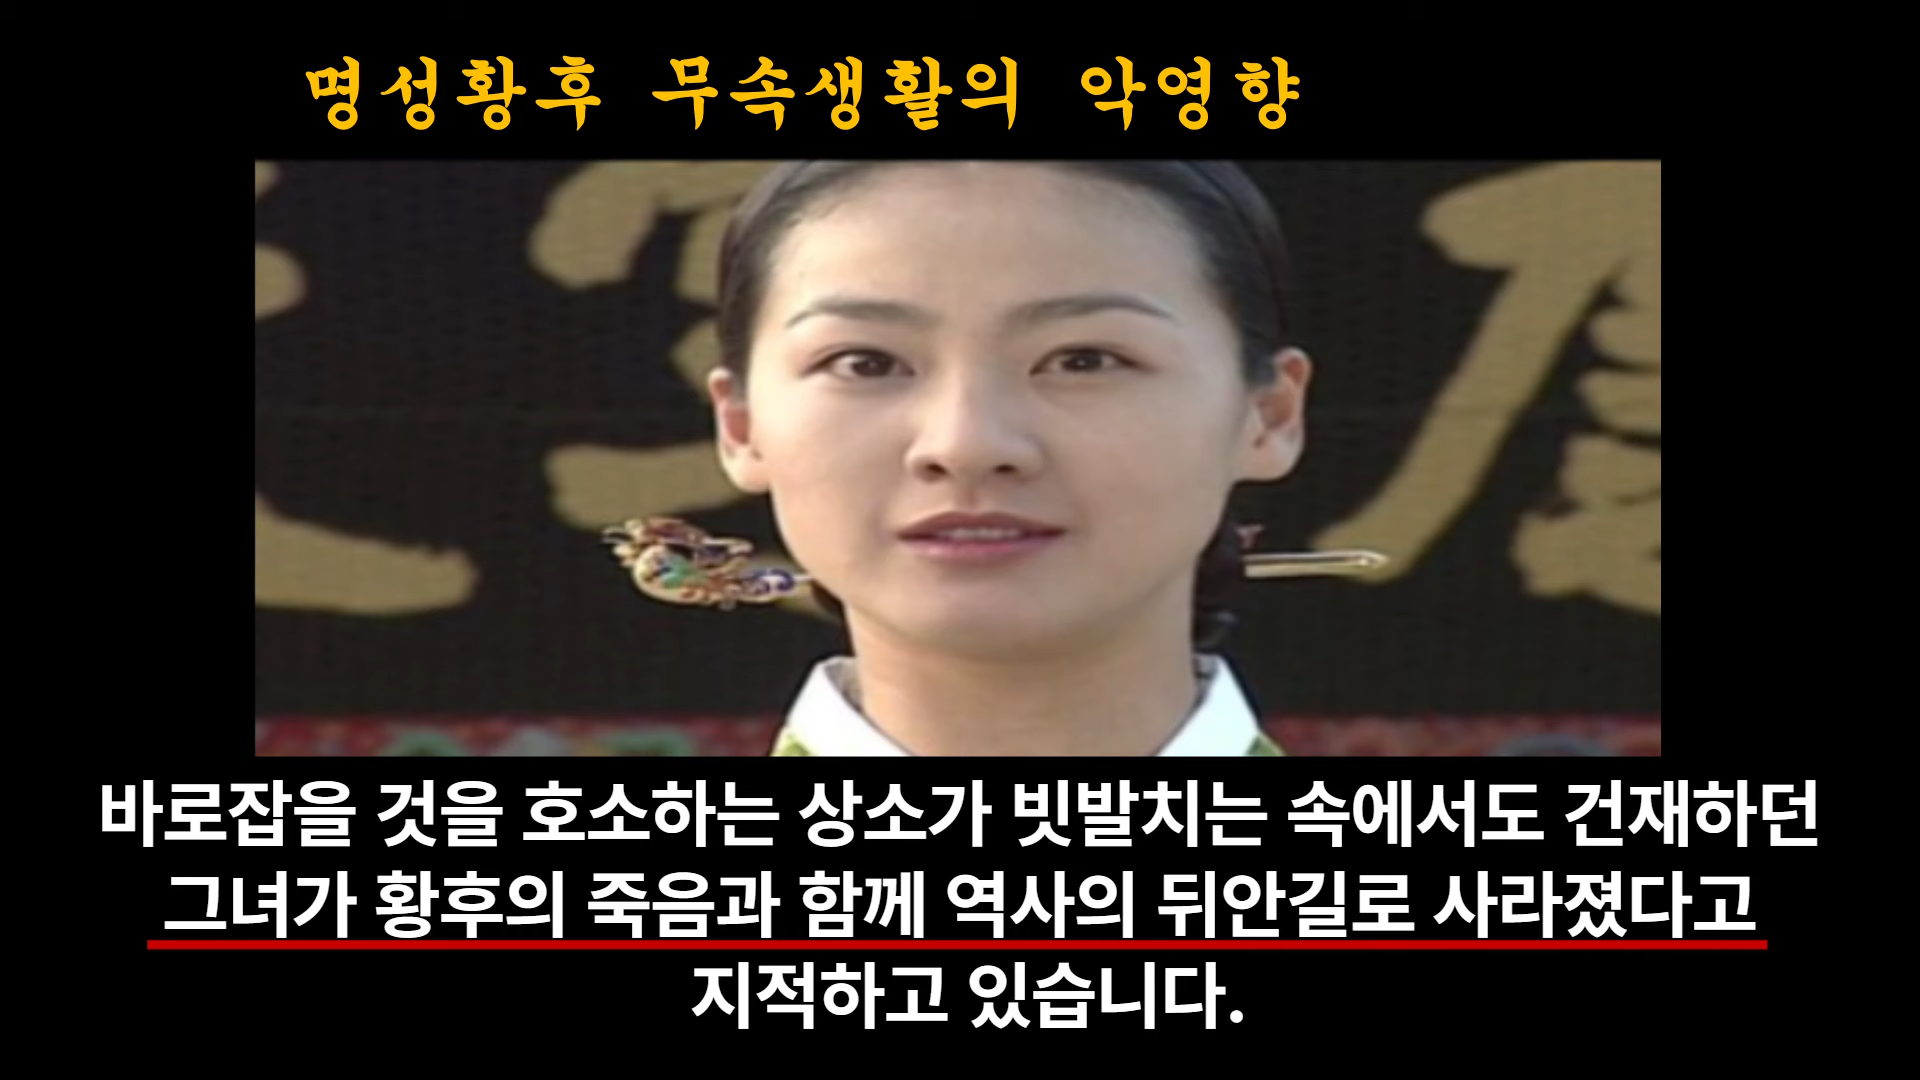 명성황후 무속생활의 악영향
바로잡을 것을 호소하는 상소가 빗발치는 속에서도 건재하던
그녀가 황후의 죽음과 함께 역사의 뒤안길로 사라졌다고
지적하고 있습니다.